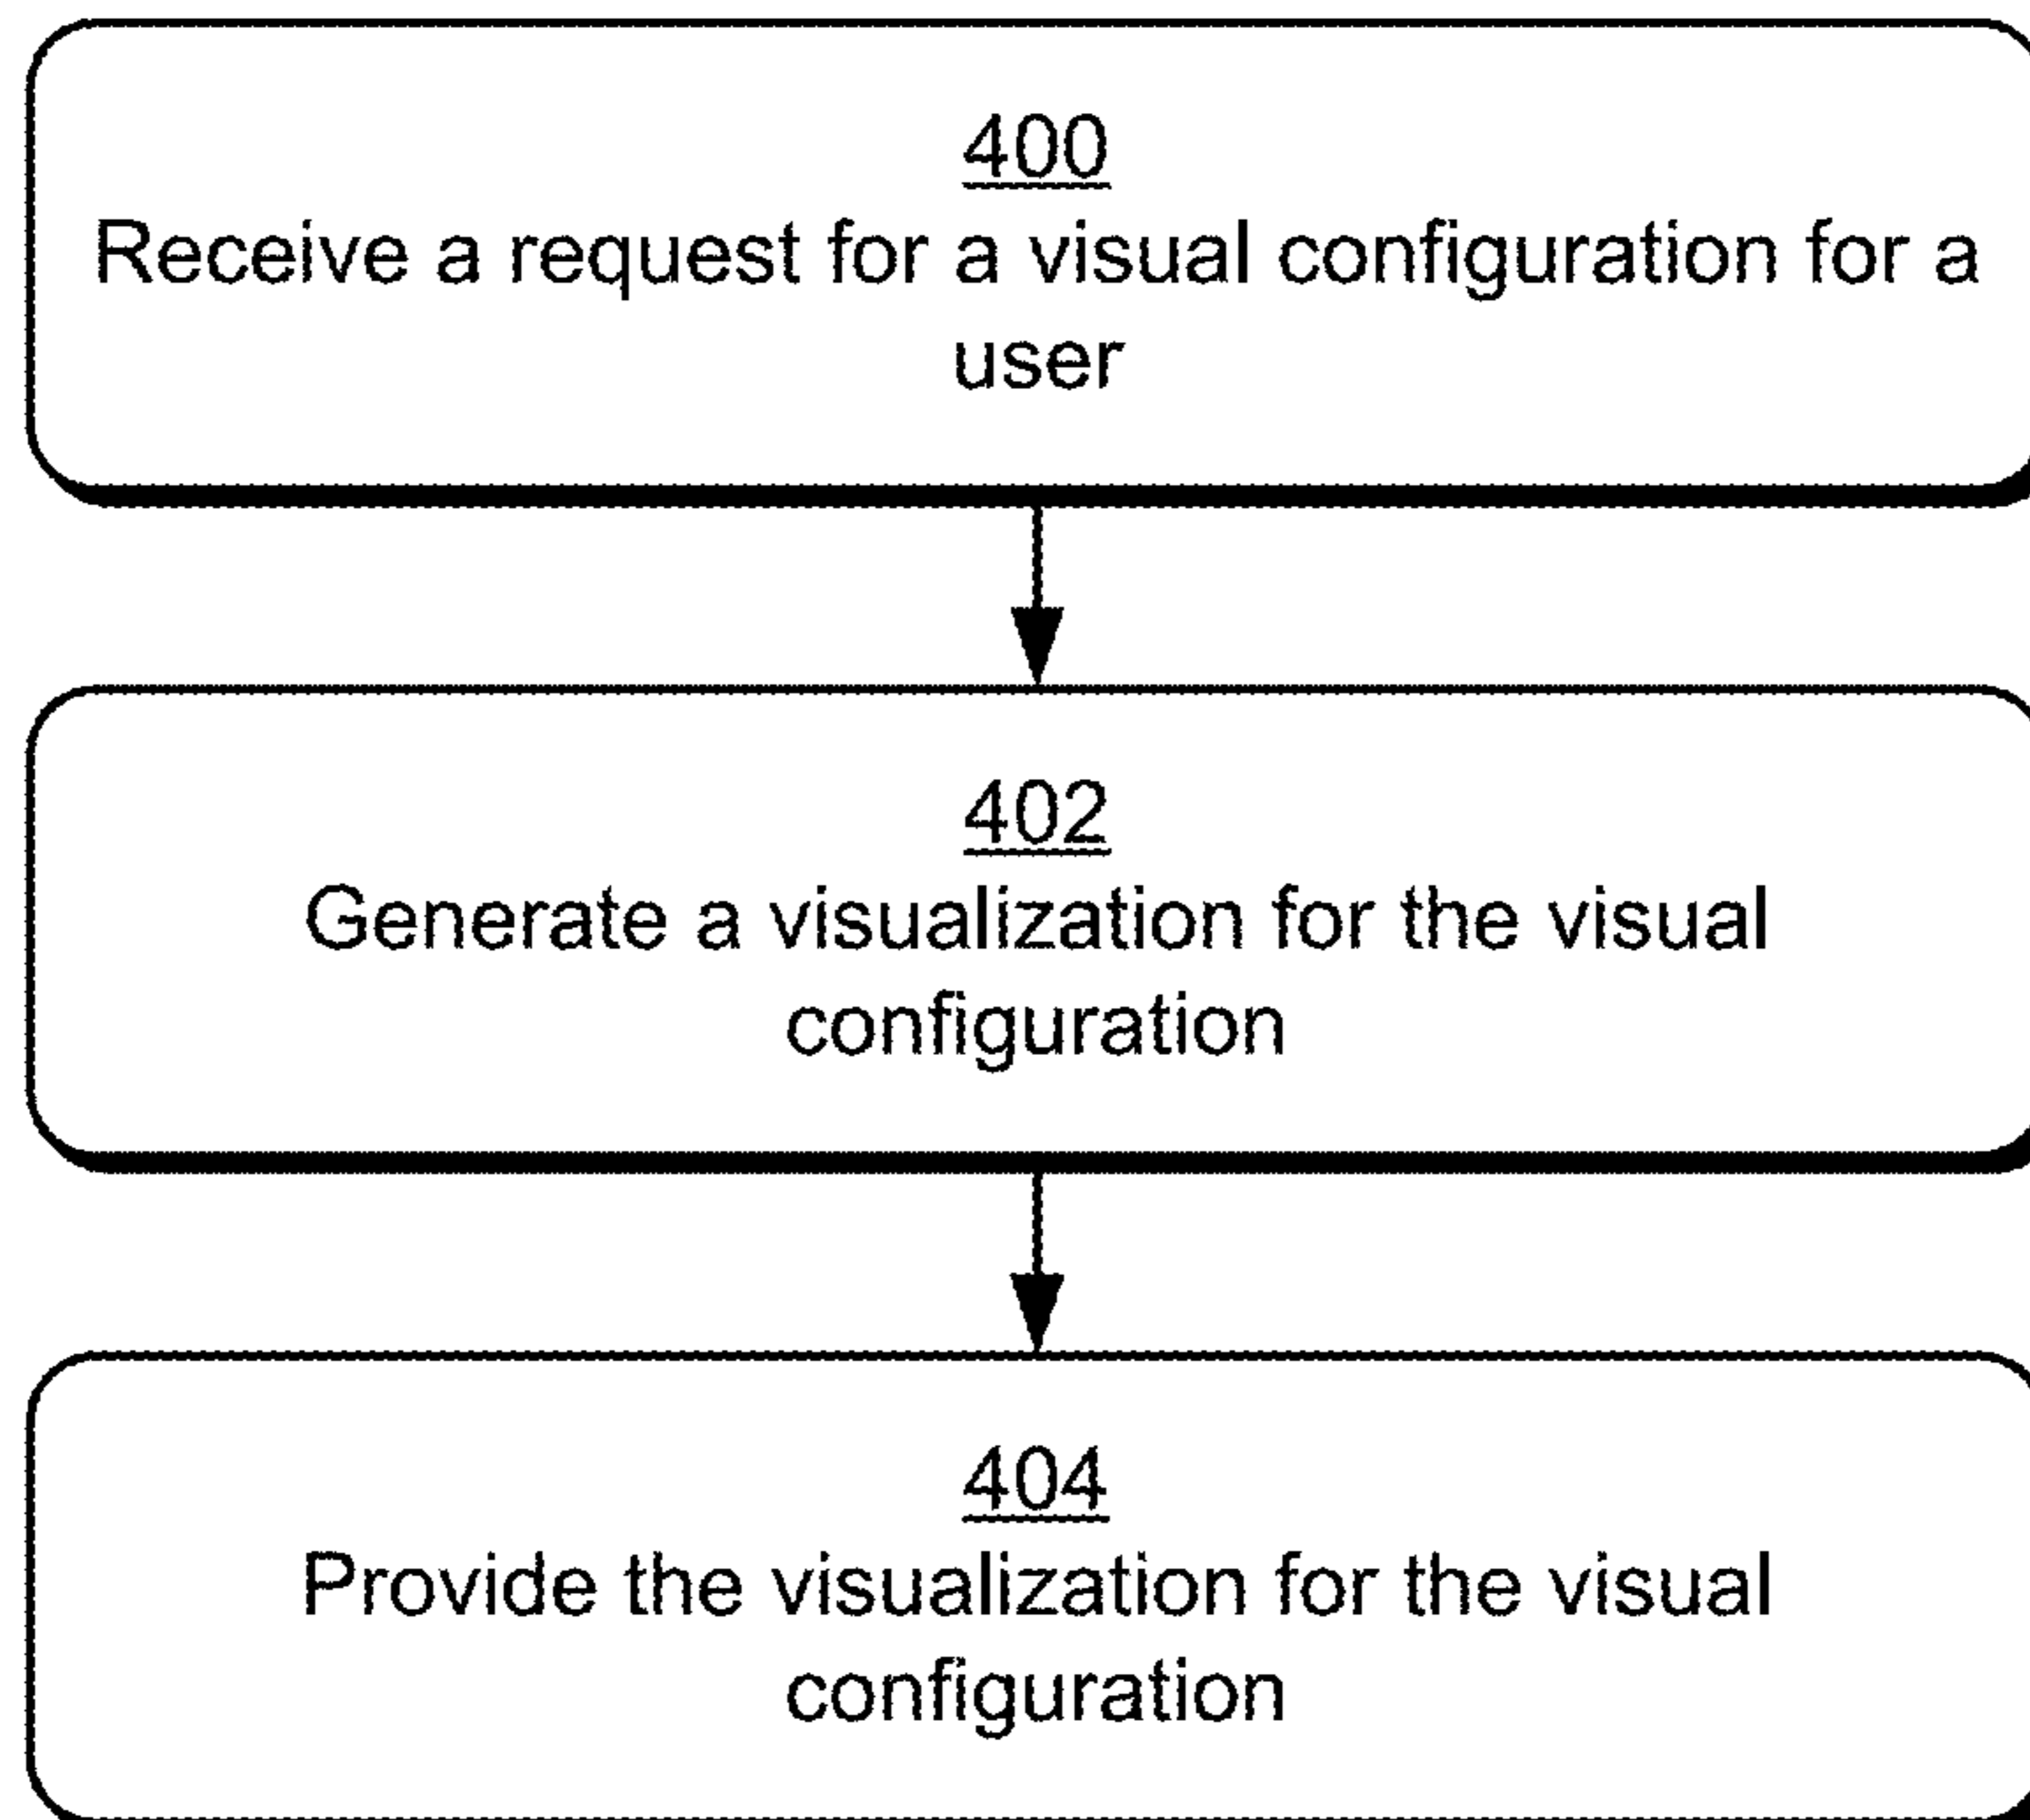 400
Receive a request for a visual configuration for a
user
402
Generate a visualization for the visual
configuration
404
Provide the visualization for the visual
configuration